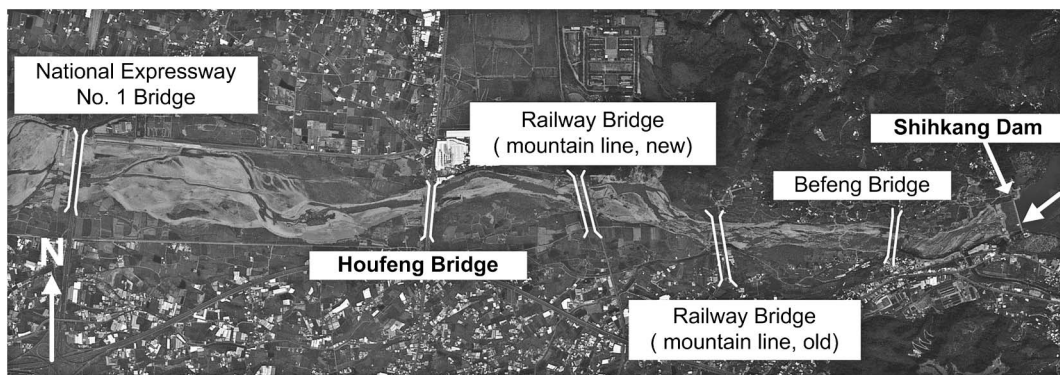 National Expressway
No. 1 Bridge
Railway Bridge
( mountain line, new)
Shihkang Dam
Befeng Bridge
Houfeng Bridge
N
Railway Bridge
( mountain line, old)